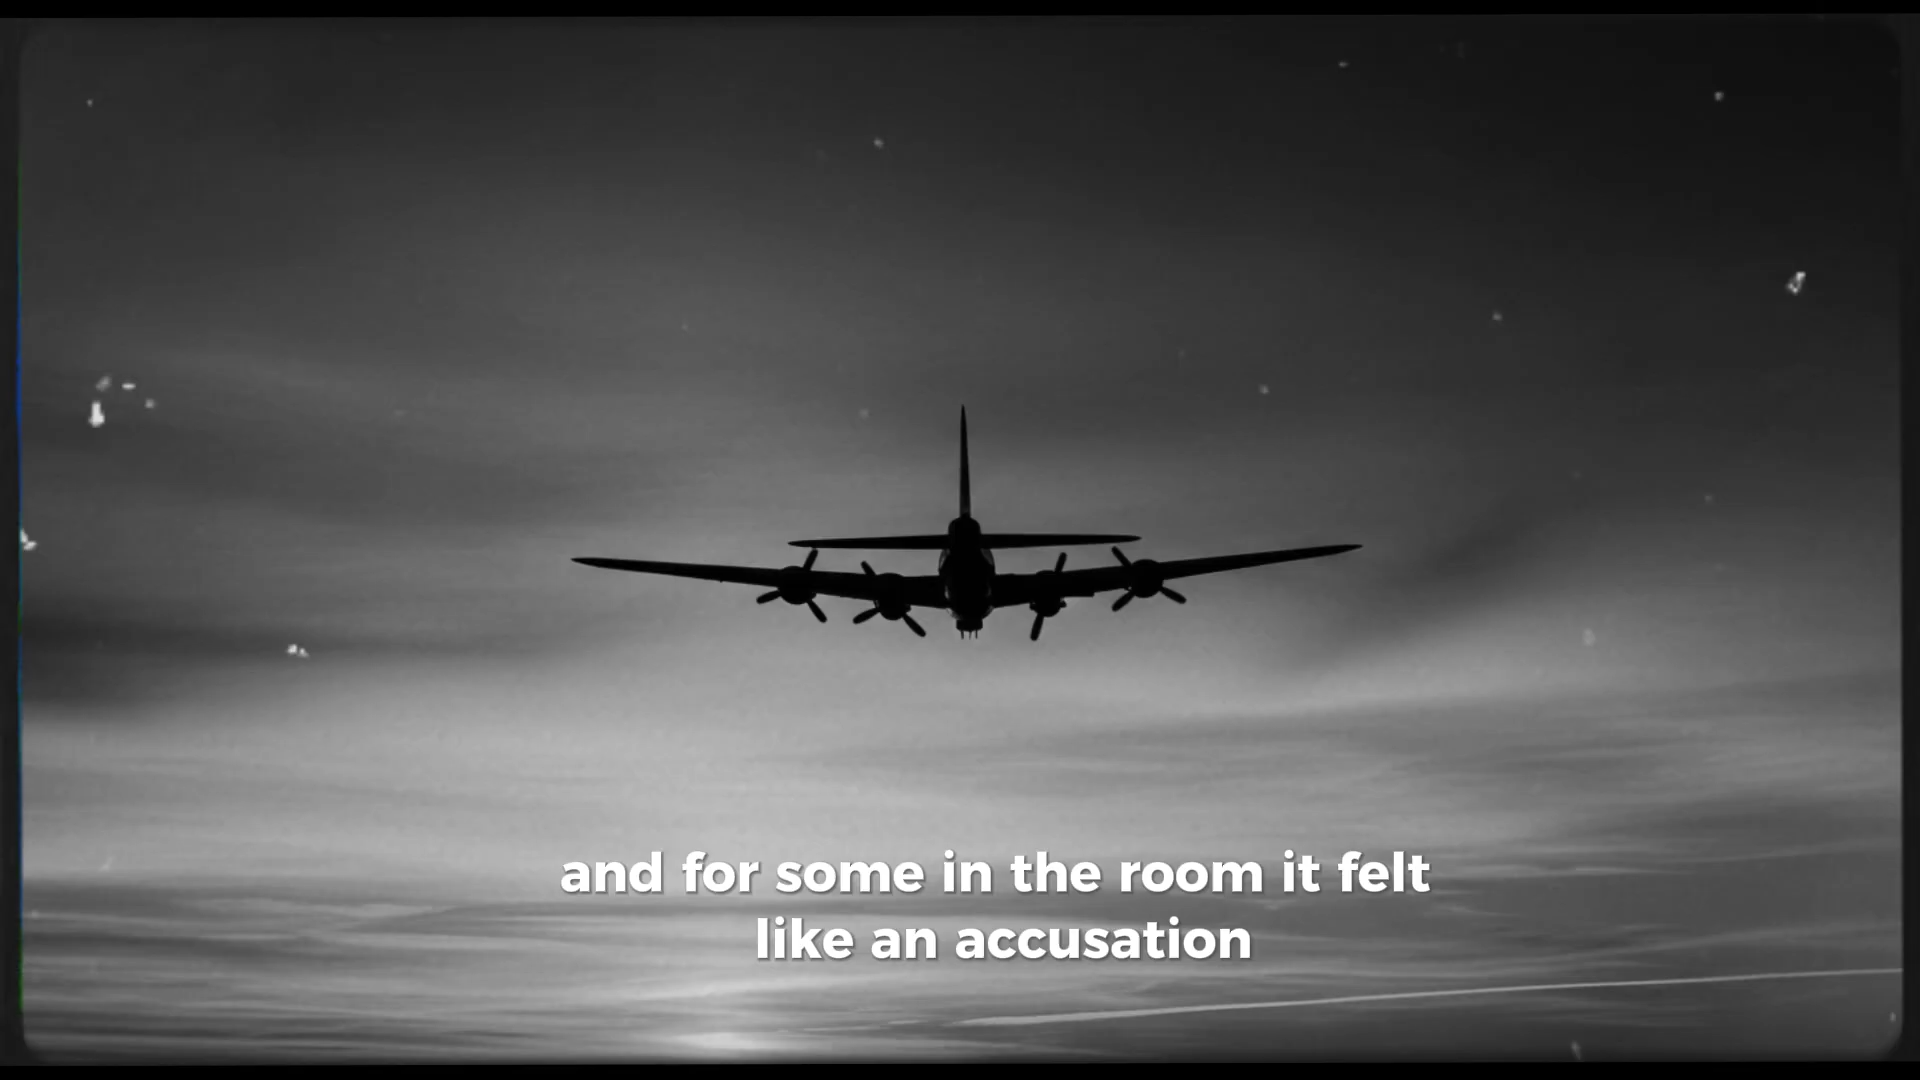 and for some in the room it felt
like an accusation